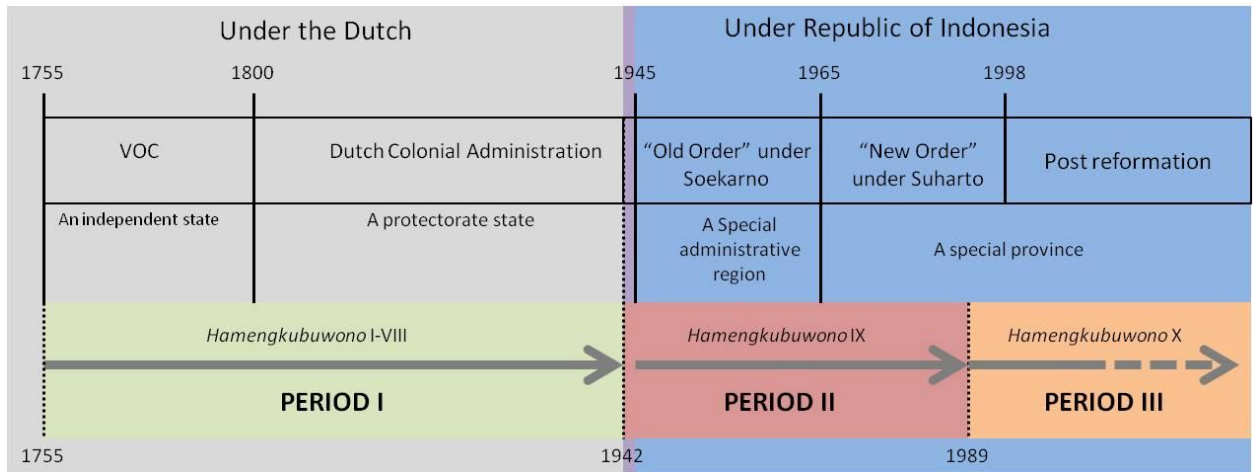 Under the Dutch
Under Republic of Indonesia
1755
1800
1945
1965
1998
VOC
Dutch Colonial Administration
“Old Order” under
Soekarno
“New Order”
under Suharto
Post reformation
An independent state
A protectorate state
A Special
administrative
region
A special province
Hamengkubuwono I-VIII
Hamengkubuwono IX
Hamengkubuwono X
PERIOD I
PERIOD II
PERIOD III
1755
1942
1989